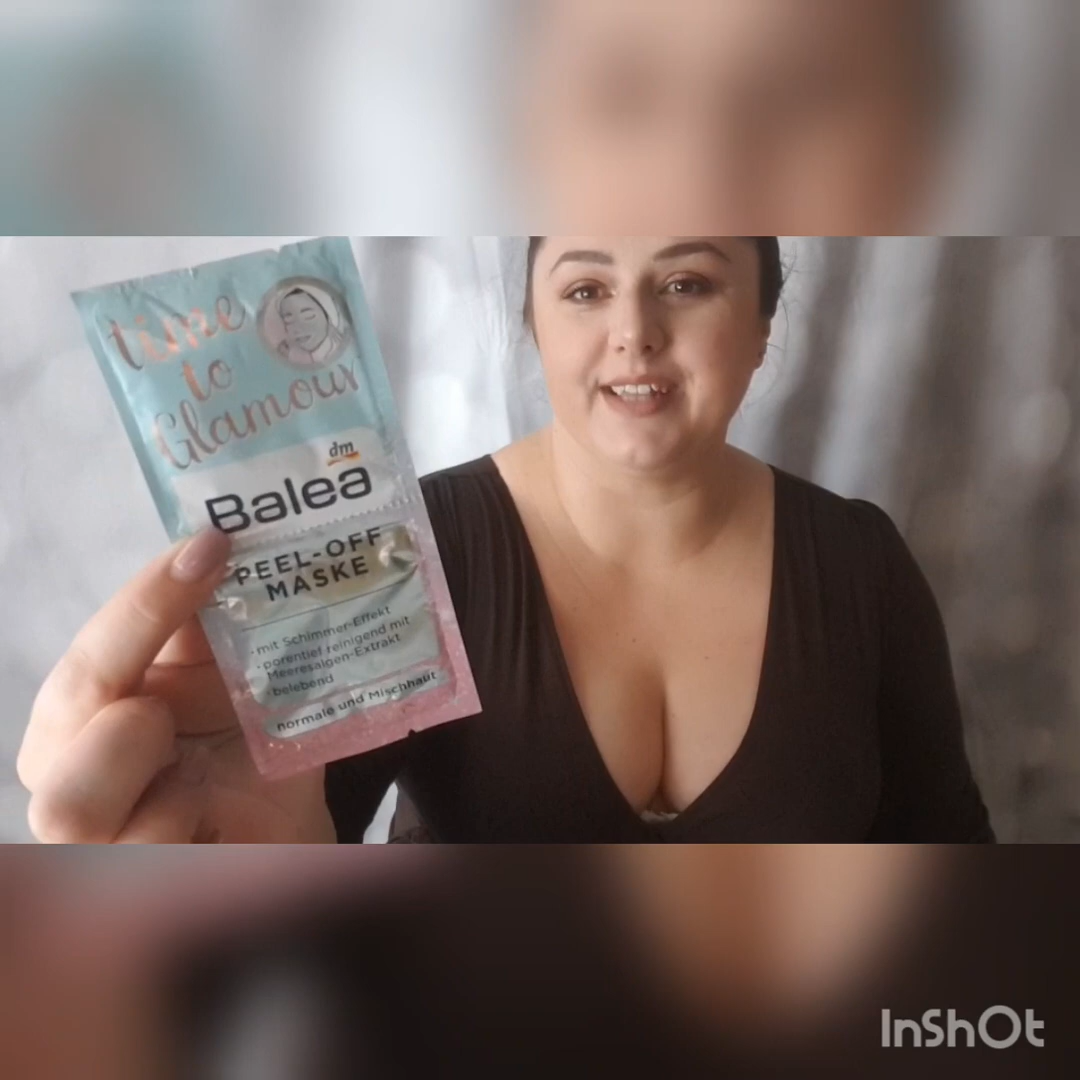 time
to
Glamour
dm
Balea
PEEL-OFF
MASKE
• mit Schimmer-Effekt
• porentief reinigend mit
Meeresalgen-Extrakt
• belebend
normale und Mischhaut
InShOt